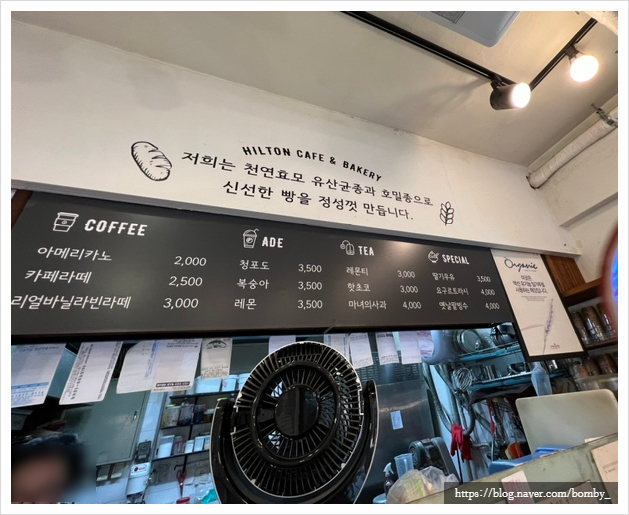 HILTON CAFE & BAKERY
저희는 천연효모 유산균종과 호밀종으로
신선한 빵을 정성껏 만듭니다.
COFFEE
아메리카노 2,000
카페라떼 2,500
리얼바닐라빈라떼 3,000
ADE
청포도 3,500
복숭아 3,500
레몬 3,500
TEA
레몬티 3,000
핫초코 3,000
마녀의사과 4,000
SPECIAL
딸기우유 3,500
요구르트라씨 4,000
옛날팥빙수 4,000
Organic
https://blog.naver.com/bomby_